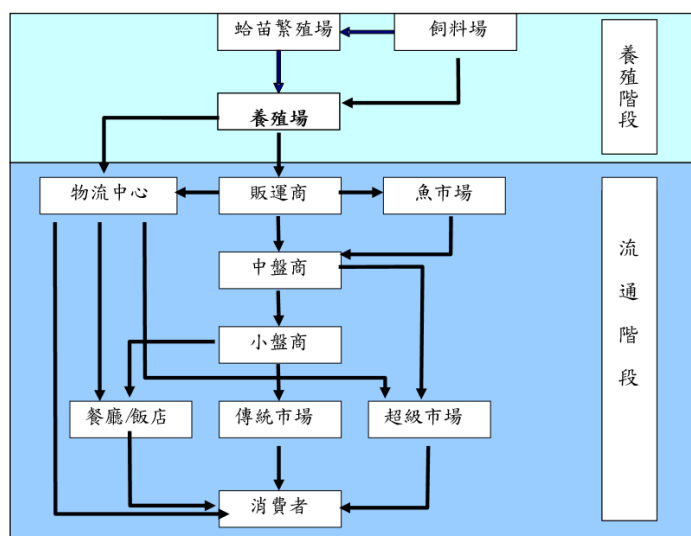 蛤苗繁殖場
飼料場
養殖階段
養殖場
物流中心
販運商
魚市場
流通階段
中盤商
小盤商
餐廳/飯店
傳統市場
超級市場
消費者